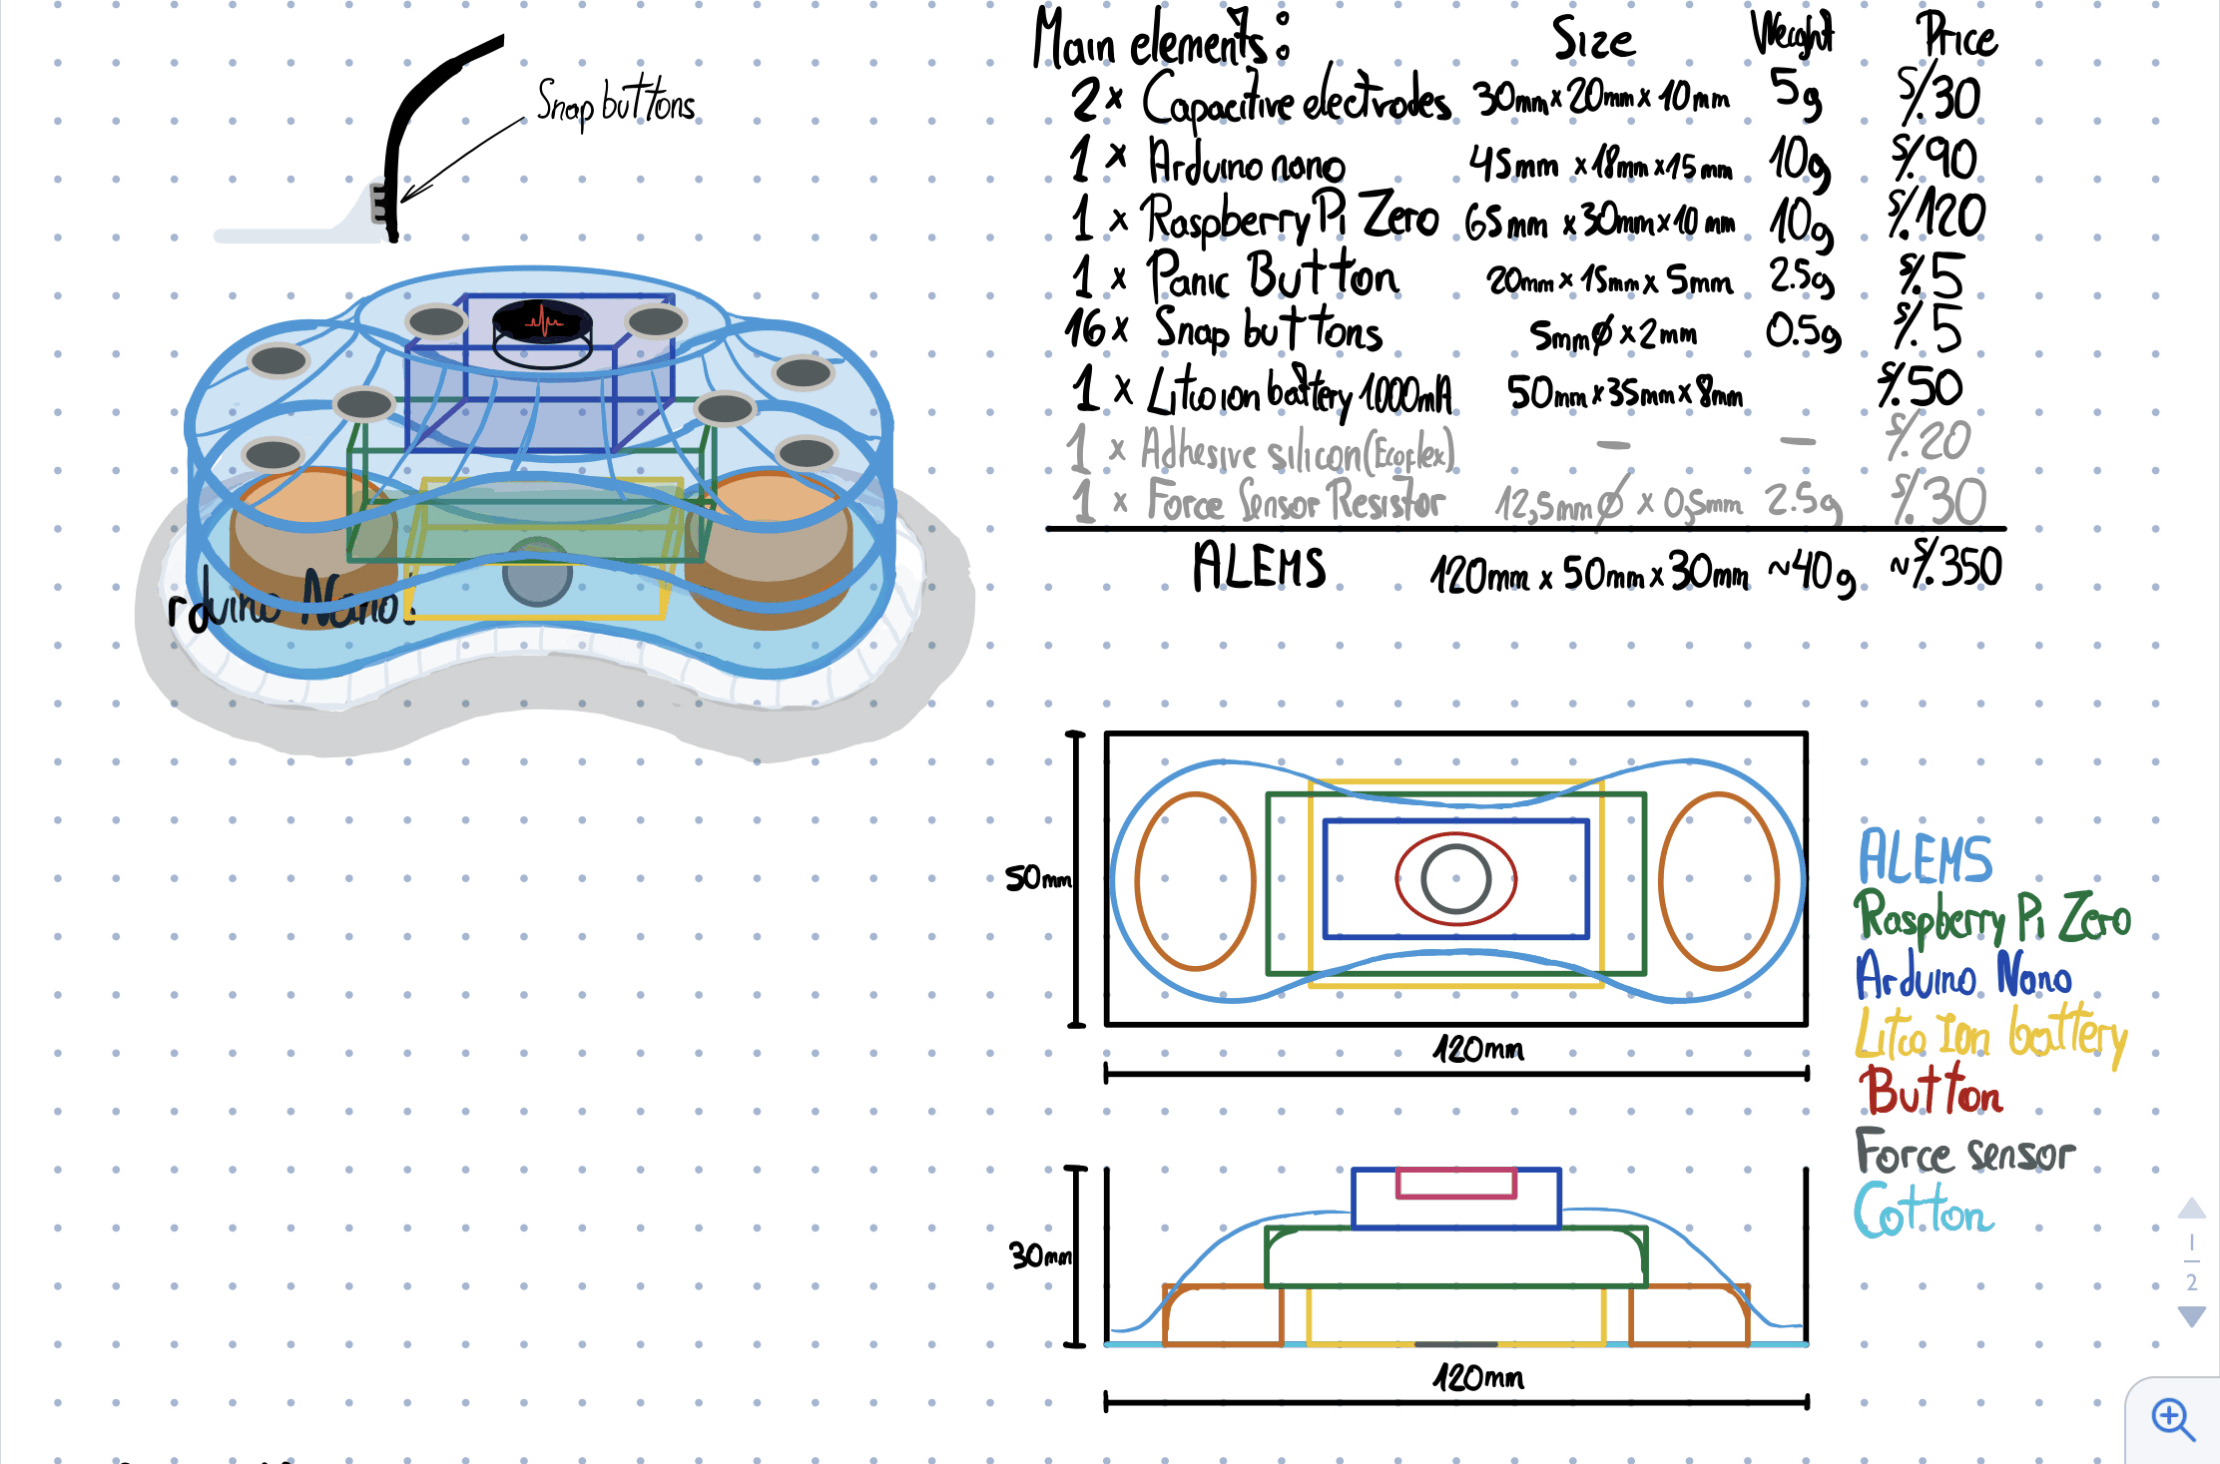 Snap buttons
Main elements: Size Weight Price
2x Capacitive electrodes 30mm x 20mm x 10mm 5g S/.30
1 x Arduino nano 45mm x 18mm x 15mm 10g S/.90
1 x Raspberry Pi Zero 65mm x 30mm x 10 mm 10g S/.120
1 x Panic Button 20mm x 15mm x 5mm 2.5g S/.5
16x Snap buttons 5mmø x 2mm 0.5g S/.5
1 x Litio ion battery 1000mA 50mm x 35mm x 8mm S/.50
1 x Adhesive silicon (Ecoflex) - - S/.20
1 x Force Sensor Resistor 12,5mmø x 0,5mm 2.5g S/.30
ALEMS 120mm x 50mm x 30mm ~40g ~S/.350
rduino Nano:
50mm
120mm
ALEMS
Raspberry Pi Zero
Arduino Nano
Litio Ion battery
Button
Force sensor
Cotton
30mm
120mm
1
2